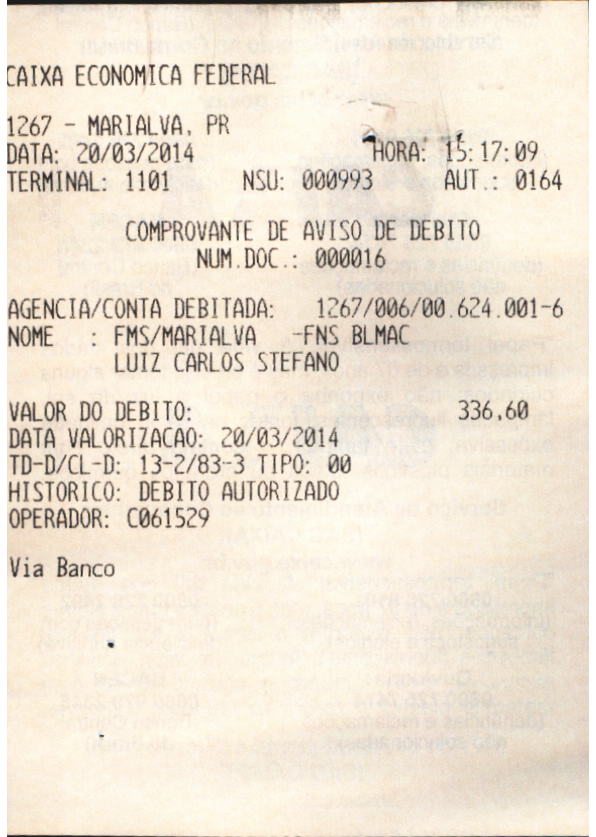 CAIXA ECONOMICA FEDERAL
1267 - MARIALVA, PR
DATA: 20/03/2014 HORA: 15:17:09
TERMINAL: 1101 NSU: 000993 AUT.: 0164
COMPROVANTE DE AVISO DE DEBITO
NUM.DOC.: 000016
AGENCIA/CONTA DEBITADA: 1267/006/00.624.001-6
NOME : FMS/MARIALVA -FNS BLMAC
LUIZ CARLOS STEFANO
VALOR DO DEBITO: 336,60
DATA VALORIZACAO: 20/03/2014
TD-D/CL-D: 13-2/83-3 TIPO: 00
HISTORICO: DEBITO AUTORIZADO
OPERADOR: C061529
Via Banco